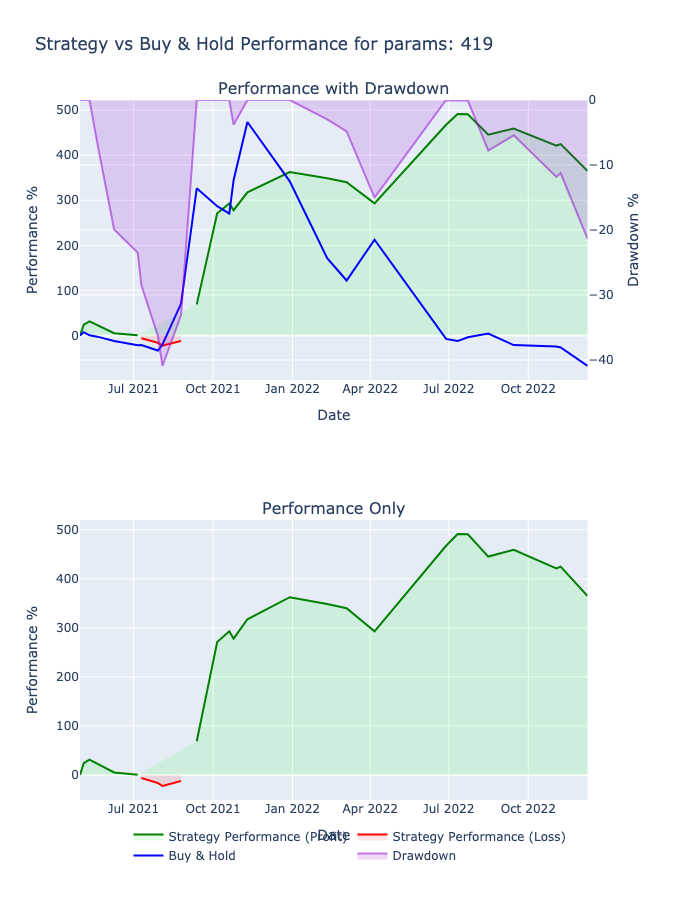 Strategy vs Buy & Hold Performance for params: 419
Performance with Drawdown
500
400
300
200
100
0
Performance %
0
−10
−20
−30
−40
Drawdown %
Jul 2021 Oct 2021 Jan 2022 Apr 2022 Jul 2022 Oct 2022
Date
Performance Only
500
400
300
200
100
0
Performance %
Jul 2021 Oct 2021 Jan 2022 Apr 2022 Jul 2022 Oct 2022
Date
Strategy Performance (Profit) Strategy Performance (Loss)
Buy & Hold Drawdown